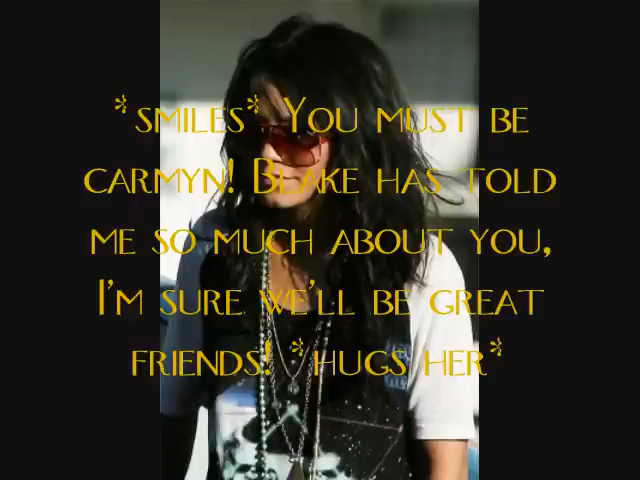 *smiles* You must be
carmyn! Blake has told
me so much about you,
I'm sure we'll be great
friends! *hugs her*